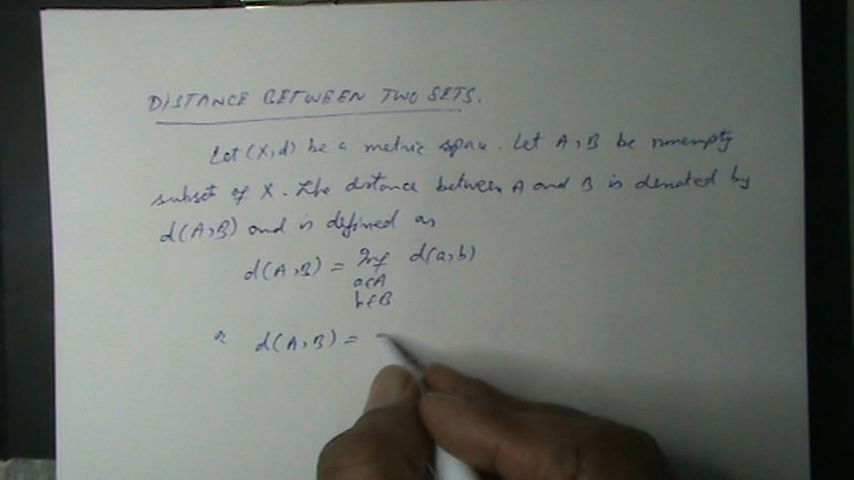 DISTANCE BETWEEN TWO SETS.
Let (X,d) be a metric space. Let A,B be nonempty
subset of X. The distance between A and B is denoted by
d(A,B) and is defined as
d(A,B) = Inf d(a,b)
a∈A
b∈B
or d(A,B) =